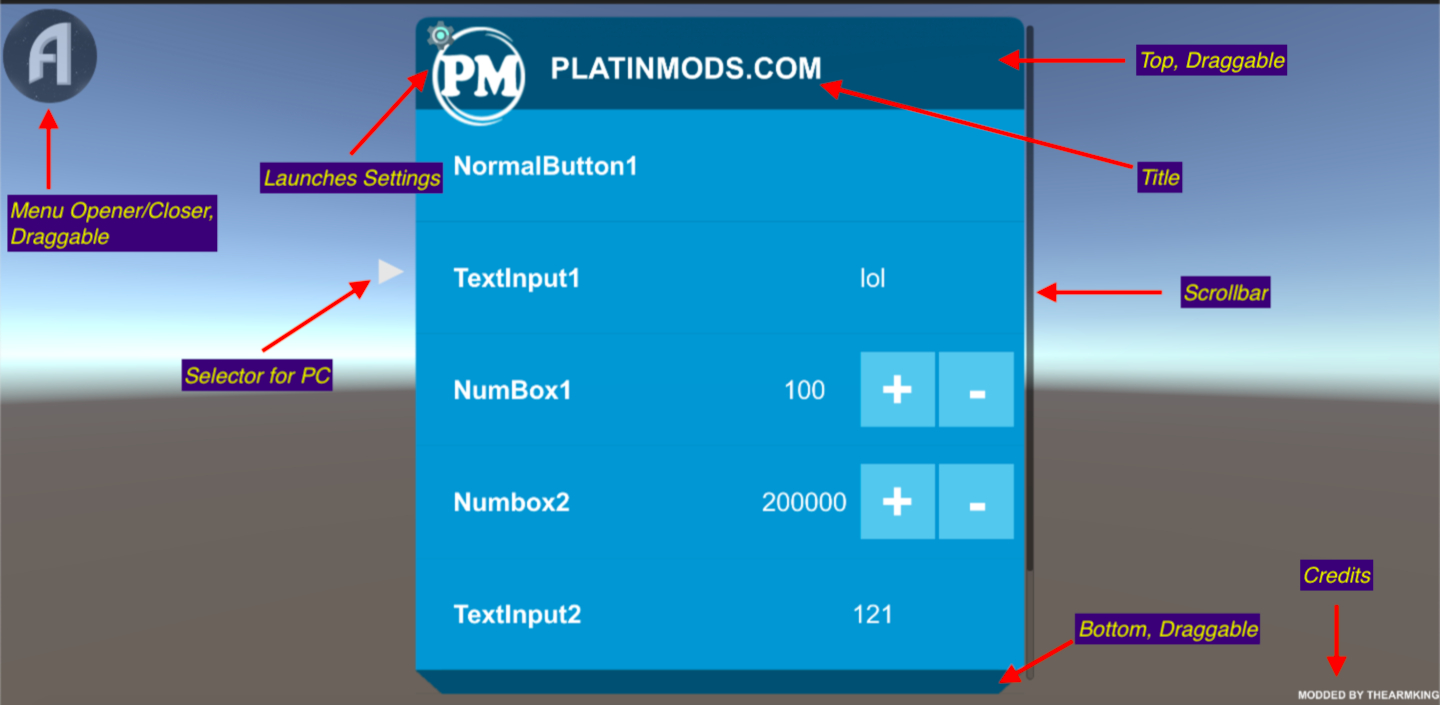 A
PM
PLATINMODS.COM
Top, Draggable
Launches Settings
NormalButton1
Title
Menu Opener/Closer,
Draggable
TextInput1
lol
Scrollbar
Selector for PC
NumBox1
100
+
-
Numbox2
200000
+
-
Credits
TextInput2
121
Bottom, Draggable
MODDED BY THEARMKING